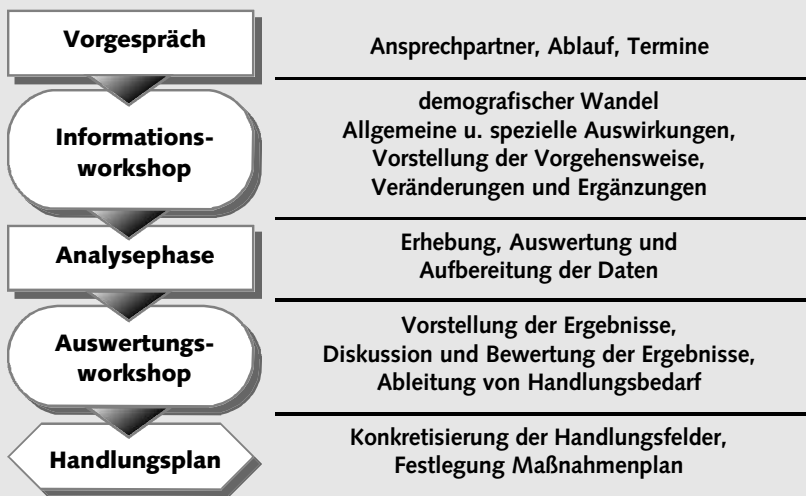 Vorgespräch
Ansprechpartner, Ablauf, Termine
Informations-
workshop
demografischer Wandel
Allgemeine u. spezielle Auswirkungen,
Vorstellung der Vorgehensweise,
Veränderungen und Ergänzungen
Analysephase
Erhebung, Auswertung und
Aufbereitung der Daten
Auswertungs-
workshop
Vorstellung der Ergebnisse,
Diskussion und Bewertung der Ergebnisse,
Ableitung von Handlungsbedarf
Handlungsplan
Konkretisierung der Handlungsfelder,
Festlegung Maßnahmenplan